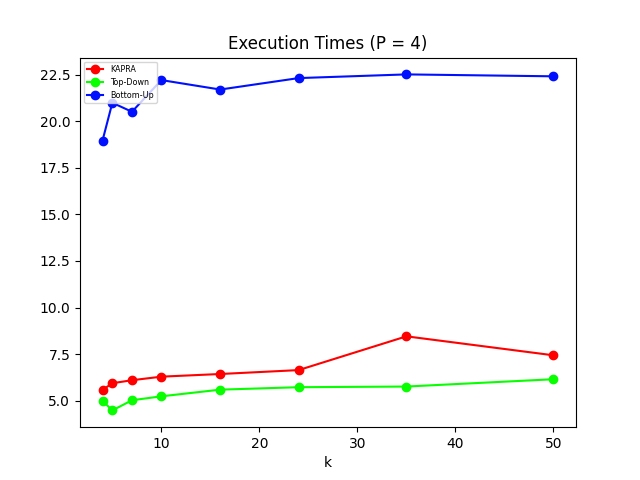 Execution Times (P = 4)
KAPRA
Top-Down
Bottom-Up
22.5
20.0
17.5
15.0
12.5
10.0
7.5
5.0
10 20 30 40 50
k